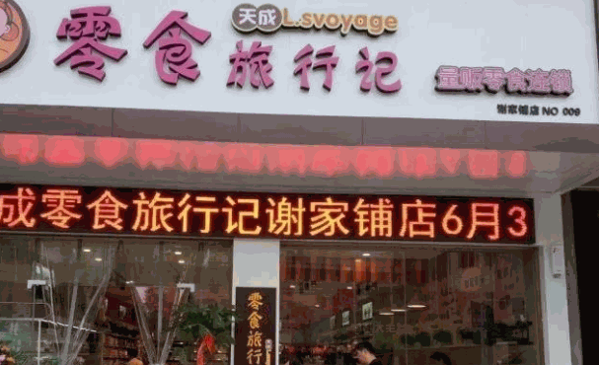 天成 L.svoyage
零食旅行记
量贩零食连锁
谢家铺店 NO 009
成零食旅行记谢家铺店6月3
零食旅行